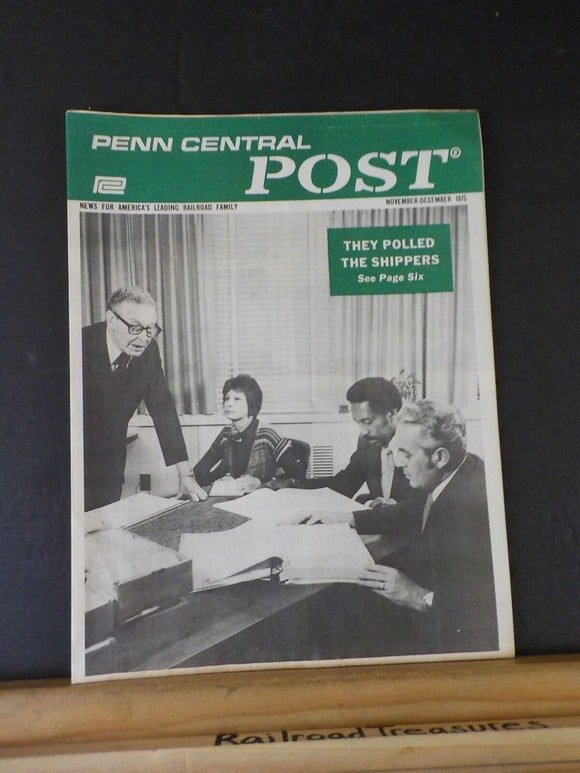 PENN CENTRAL
POST®
NEWS FOR AMERICA'S LEADING RAILROAD FAMILY
NOVEMBER-DECEMBER 1975
THEY POLLED
THE SHIPPERS
See Page Six
Railroad Treasures